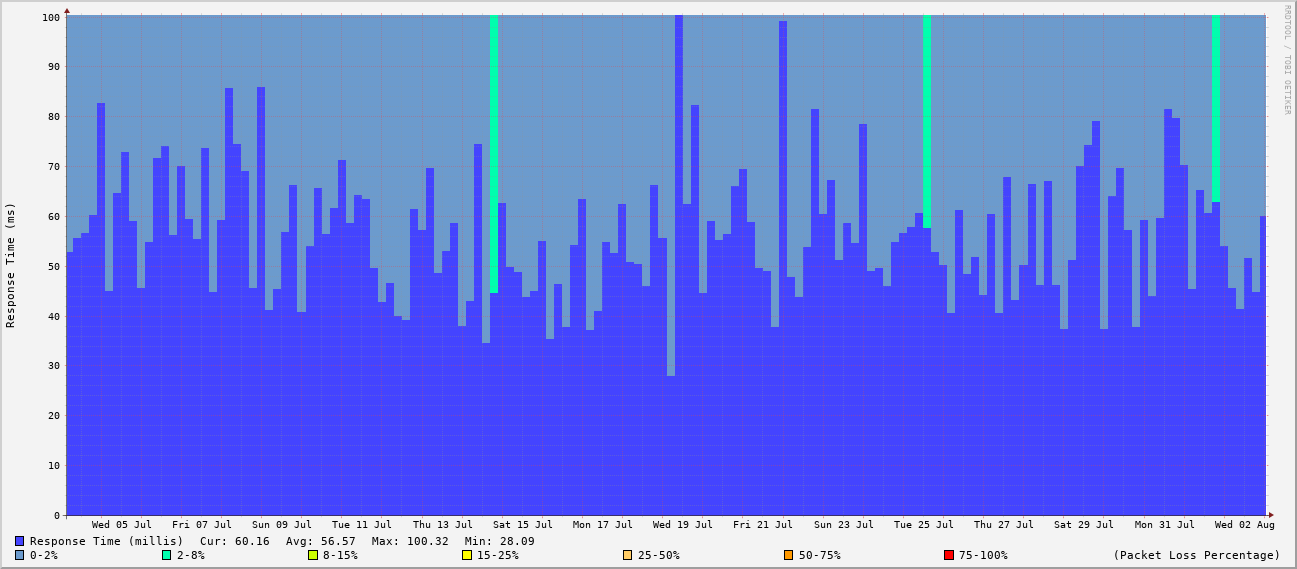 RRDTOOL / TOBI OETIKER
Response Time (ms)
100
90
80
70
60
50
40
30
20
10
0
Wed 05 Jul Fri 07 Jul Sun 09 Jul Tue 11 Jul Thu 13 Jul Sat 15 Jul Mon 17 Jul Wed 19 Jul Fri 21 Jul Sun 23 Jul Tue 25 Jul Thu 27 Jul Sat 29 Jul Mon 31 Jul Wed 02 Aug
Response Time (millis) Cur: 60.16 Avg: 56.57 Max: 100.32 Min: 28.09
0-2% 2-8% 8-15% 15-25% 25-50% 50-75% 75-100% (Packet Loss Percentage)